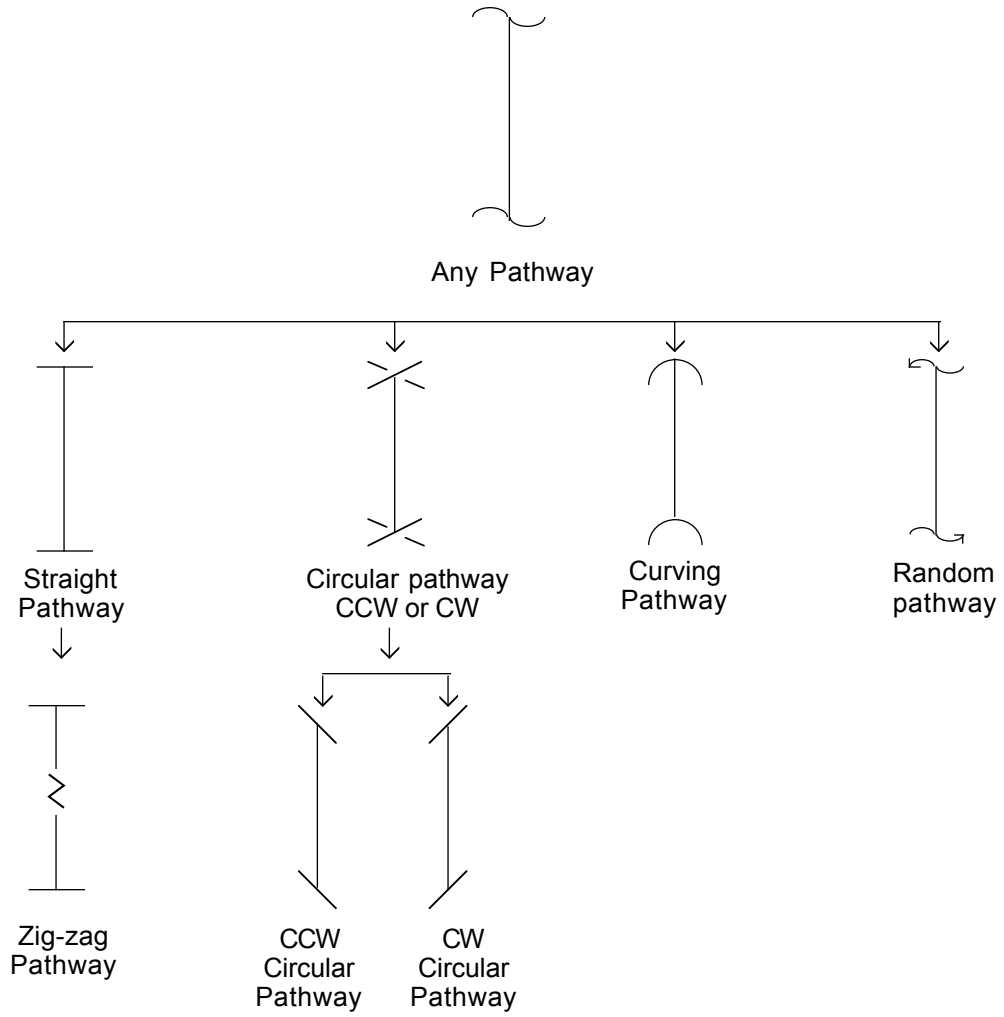 Any Pathway
Straight
Pathway
Circular pathway
CCW or CW
Curving
Pathway
Random
pathway
Zig-zag
Pathway
CCW
Circular
Pathway
CW
Circular
Pathway